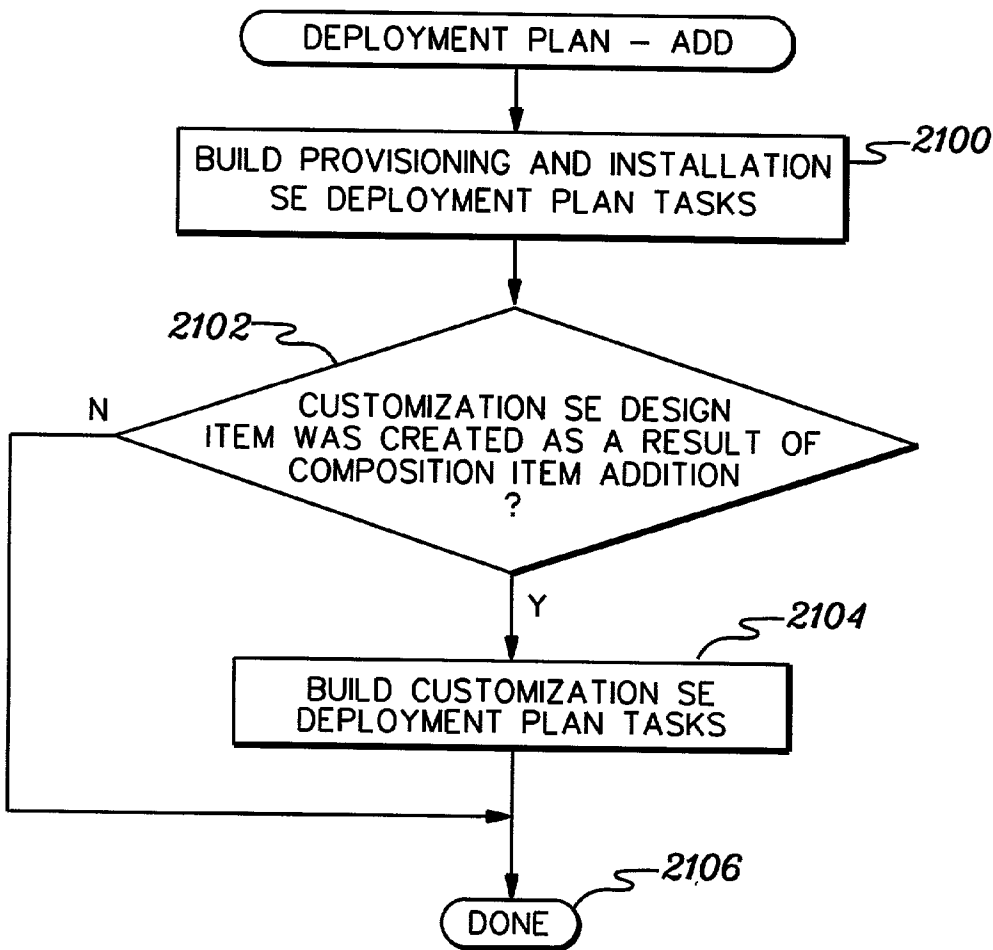 DEPLOYMENT PLAN – ADD
BUILD PROVISIONING AND INSTALLATION
SE DEPLOYMENT PLAN TASKS
2100
2102
N
CUSTOMIZATION SE DESIGN
ITEM WAS CREATED AS A RESULT OF
COMPOSITION ITEM ADDITION
?
Y
2104
BUILD CUSTOMIZATION SE
DEPLOYMENT PLAN TASKS
2106
DONE